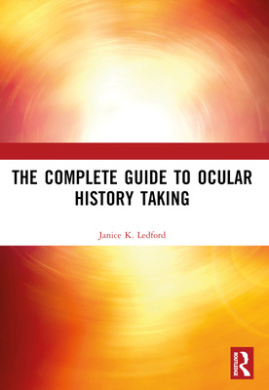 THE COMPLETE GUIDE TO OCULAR
HISTORY TAKING
Janice K. Ledford
R
ROUTLEDGE